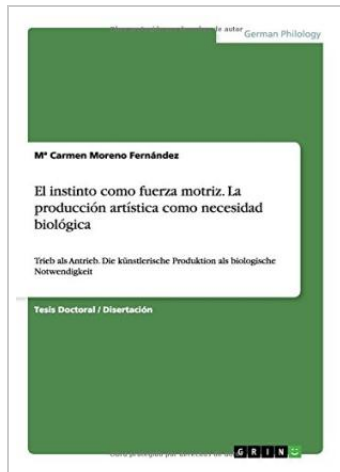 de autor
German Philology
Mª Carmen Moreno Fernández
El instinto como fuerza motriz. La
producción artística como necesidad
biológica
Trieb als Antrieb. Die künstlerische Produktion als biologische
Notwendigkeit
Tesis Doctoral / Disertación
GRIN